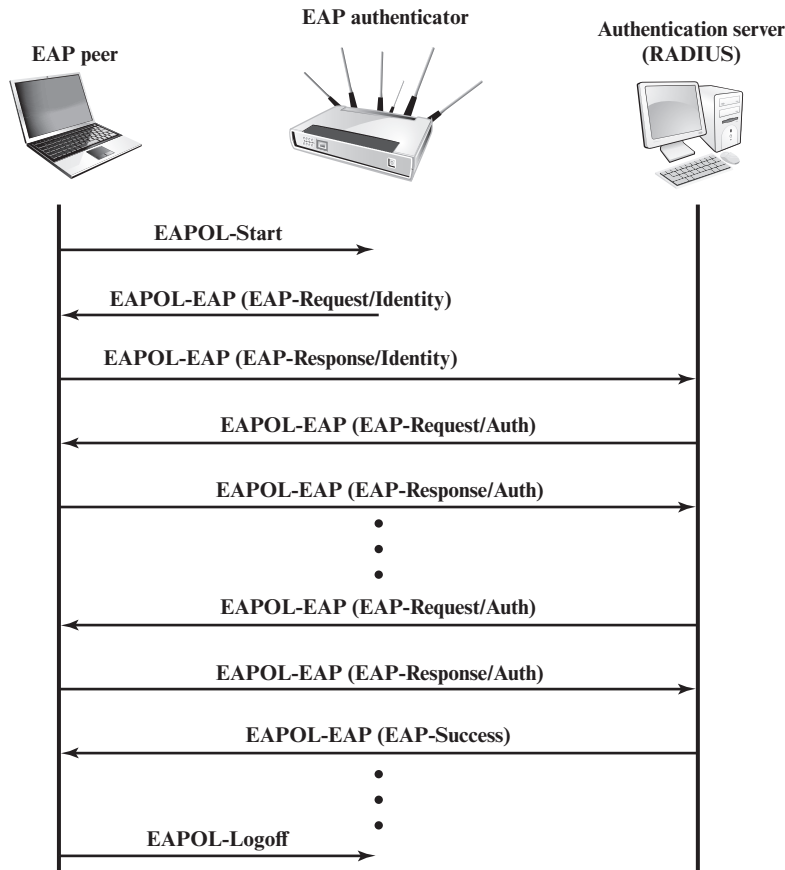 EAP authenticator
EAP peer
Authentication server
(RADIUS)
EAPOL-Start
EAPOL-EAP (EAP-Request/Identity)
EAPOL-EAP (EAP-Response/Identity)
EAPOL-EAP (EAP-Request/Auth)
EAPOL-EAP (EAP-Response/Auth)
EAPOL-EAP (EAP-Request/Auth)
EAPOL-EAP (EAP-Response/Auth)
EAPOL-EAP (EAP-Success)
EAPOL-Logoff